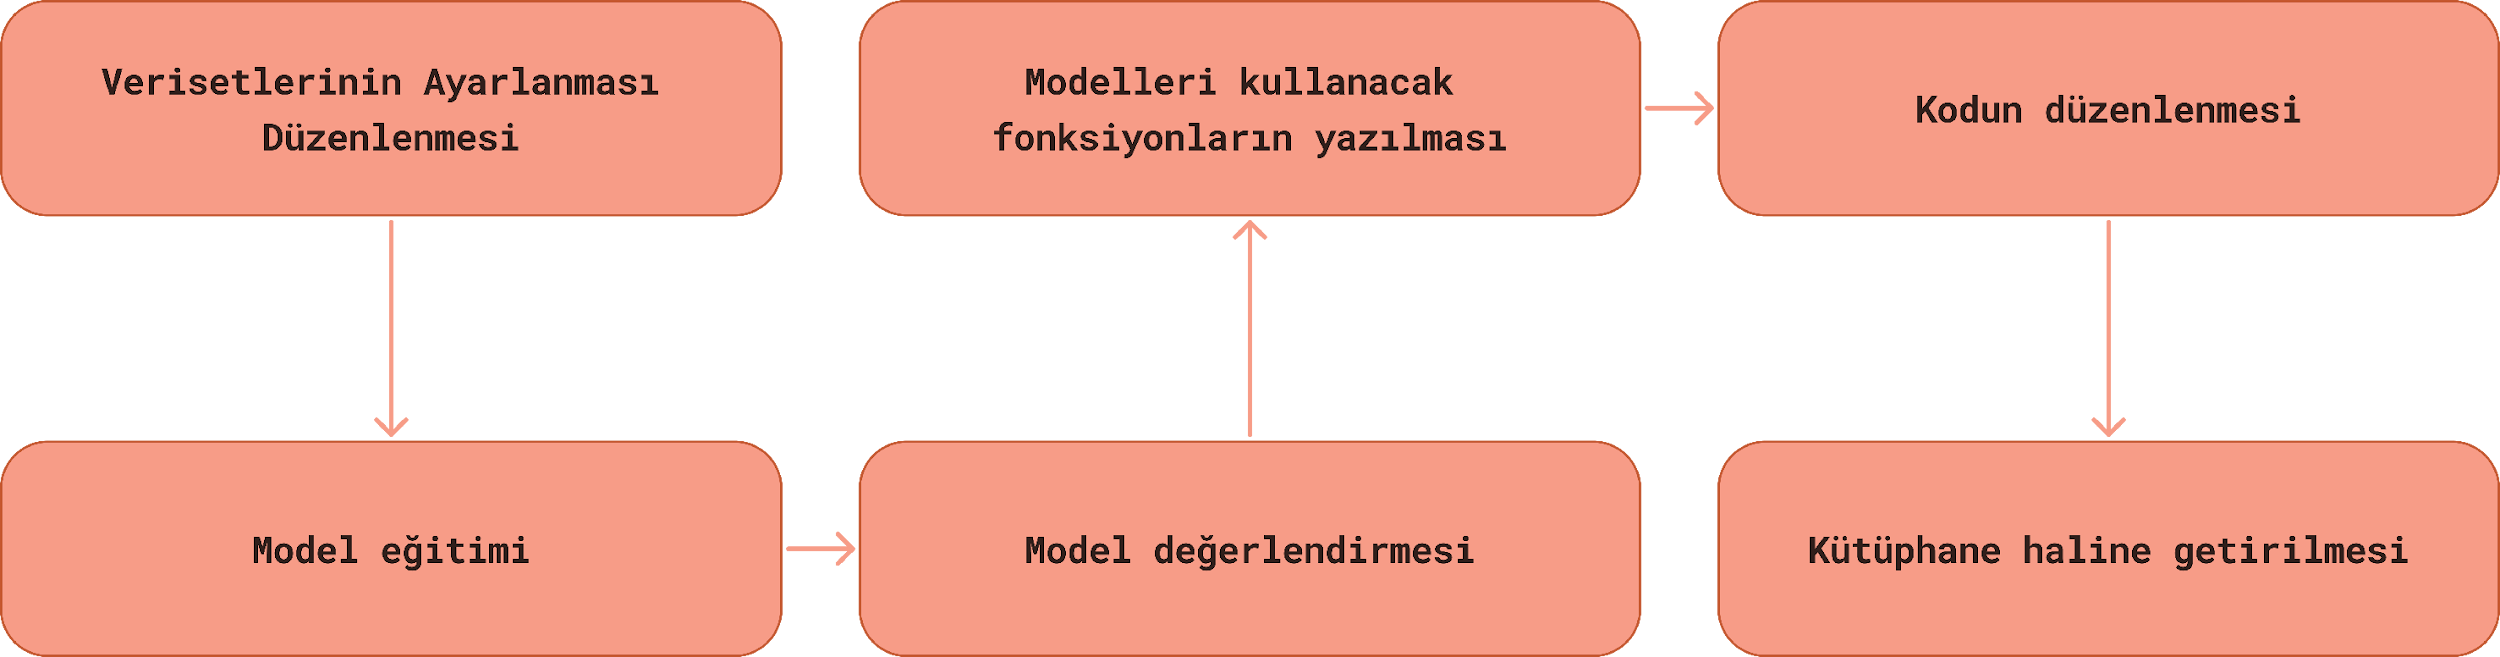 Verisetlerinin Ayarlanması
Düzenlenmesi
Model eğitimi
Model değerlendirmesi
Modelleri kullanacak
fonksiyonların yazılması
Kodun düzenlenmesi
Kütüphane haline getirilmesi